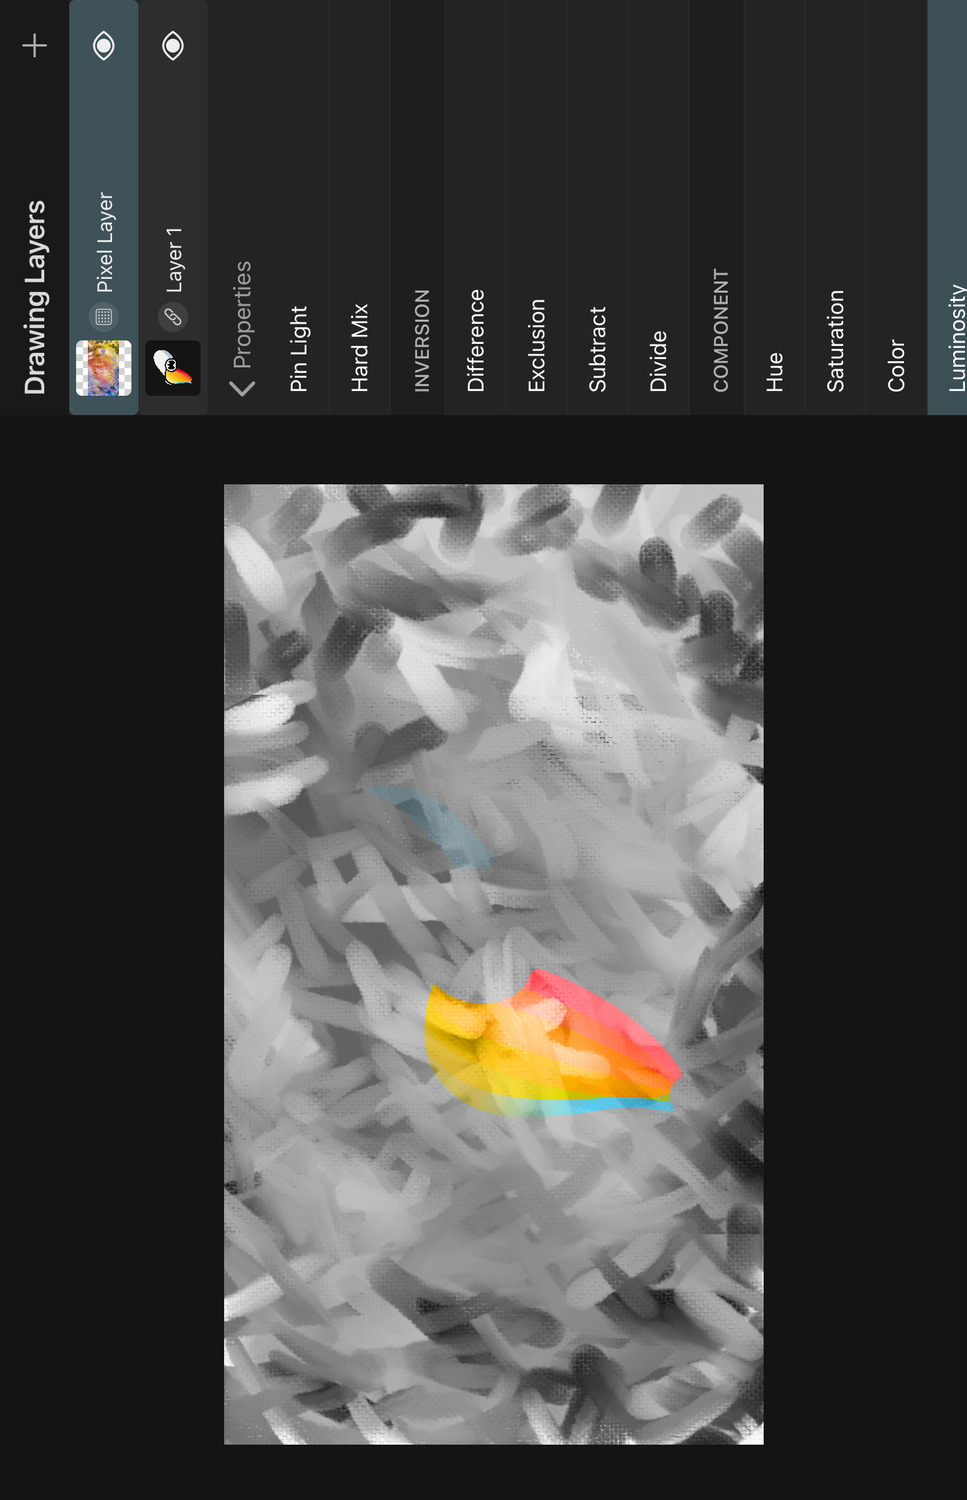 Drawing Layers
Pixel Layer
Layer 1
Properties
Pin Light
Hard Mix
INVERSION
Difference
Exclusion
Subtract
Divide
COMPONENT
Hue
Saturation
Color
Luminosity